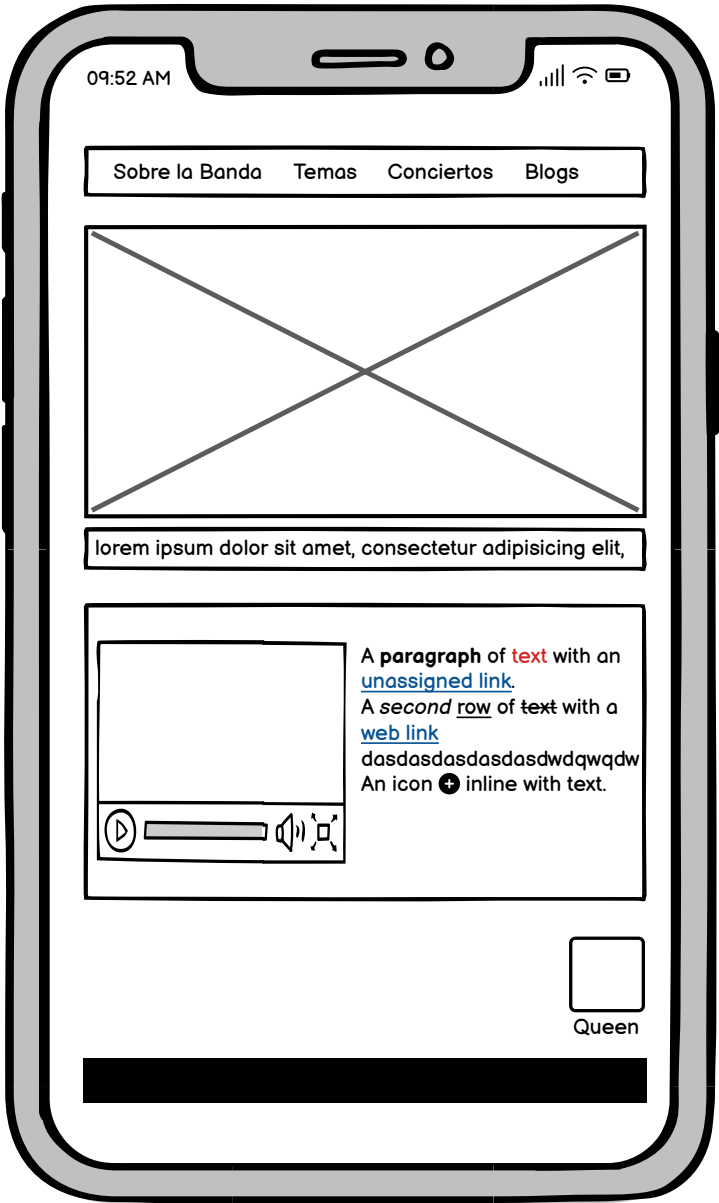 09:52 AM
Sobre la Banda Temas Conciertos Blogs
lorem ipsum dolor sit amet, consectetur adipisicing elit,
A paragraph of text with an
unassigned link.
A second row of text with a
web link
dasdasdasdasdasdwdqwqdw
An icon + inline with text.
Queen